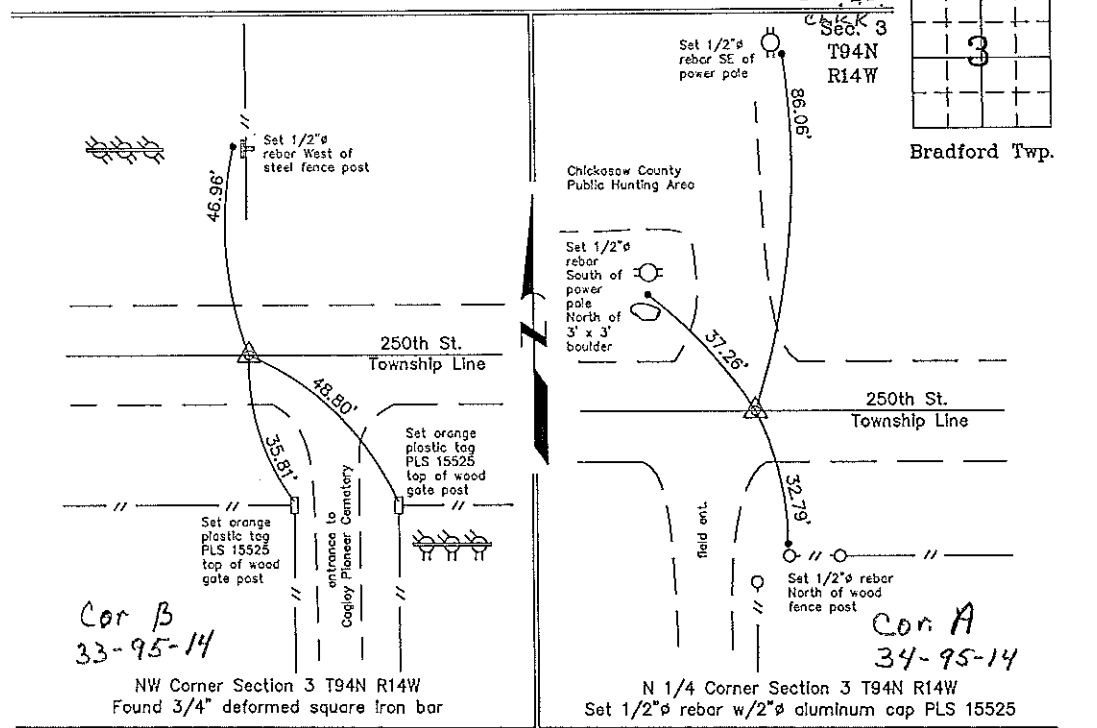 Sec. 3
T94N
R14W
3
Bradford Twp.
Set 1/2"ø
rebar West of
steel fence post
46.96'
250th St.
Township Line
48.80'
35.81'
Set orange
plastic tag
PLS 15525
top of wood
gate post
Set orange
plastic tag
PLS 15525
top of wood
gate post
entrance to
Cagley Pioneer Cemetary
Cor B
33-95-14
NW Corner Section 3 T94N R14W
Found 3/4" deformed square Iron bar
N
Set 1/2"ø
rebar SE of
power pole
86.06'
Chickasaw County
Public Hunting Area
Set 1/2"ø
rebar
South of
power
pole
North of
3' x 3'
boulder
37.26'
250th St.
Township Line
32.79'
field ent.
Set 1/2"ø rebar
North of wood
fence post
Cor A
34-95-14
N 1/4 Corner Section 3 T94N R14W
Set 1/2"ø rebar w/2"ø aluminum cap PLS 15525